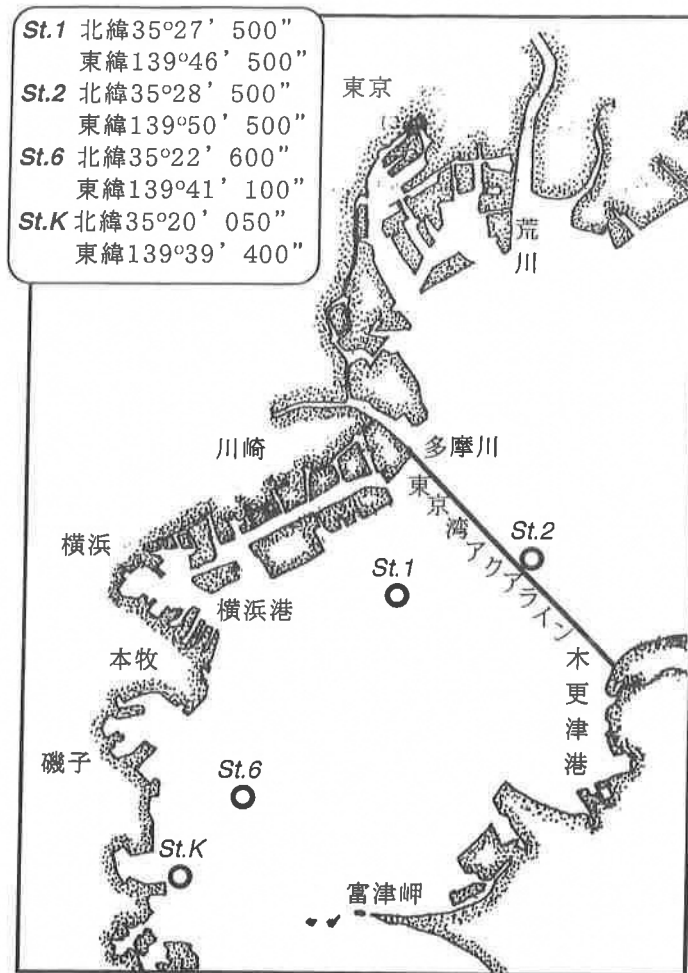 St.1 北緯35°27’500”
東緯139°46’500”
St.2 北緯35°28’500”
東緯139°50’500”
St.6 北緯35°22’600”
東緯139°41’100”
St.K 北緯35°20’050”
東緯139°39’400”
東京
荒川
川崎
多摩川
東京湾アクアライン
St.2
St.1
横浜
横浜港
本牧
木更津港
磯子
St.6
St.K
富津岬